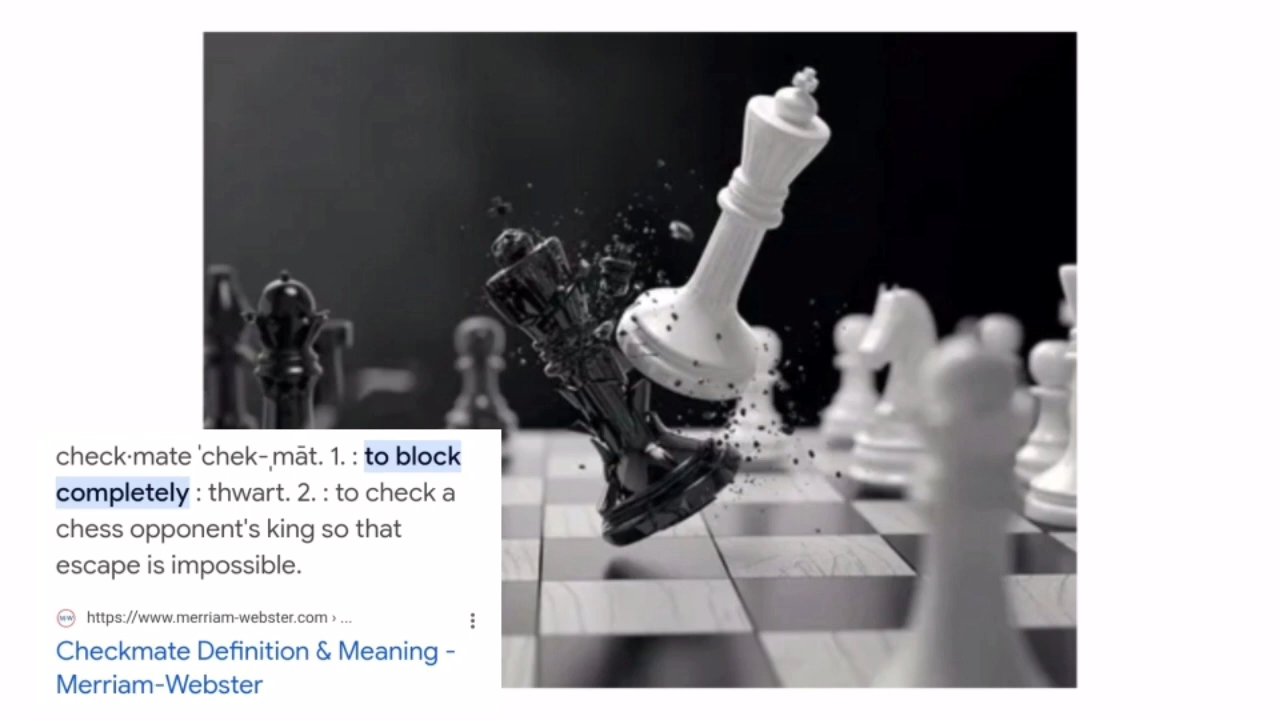 check·mate ˈchek-ˌmāt. 1. : to block
completely : thwart. 2. : to check a
chess opponent's king so that
escape is impossible.
https://www.merriam-webster.com › ...
Checkmate Definition & Meaning -
Merriam-Webster